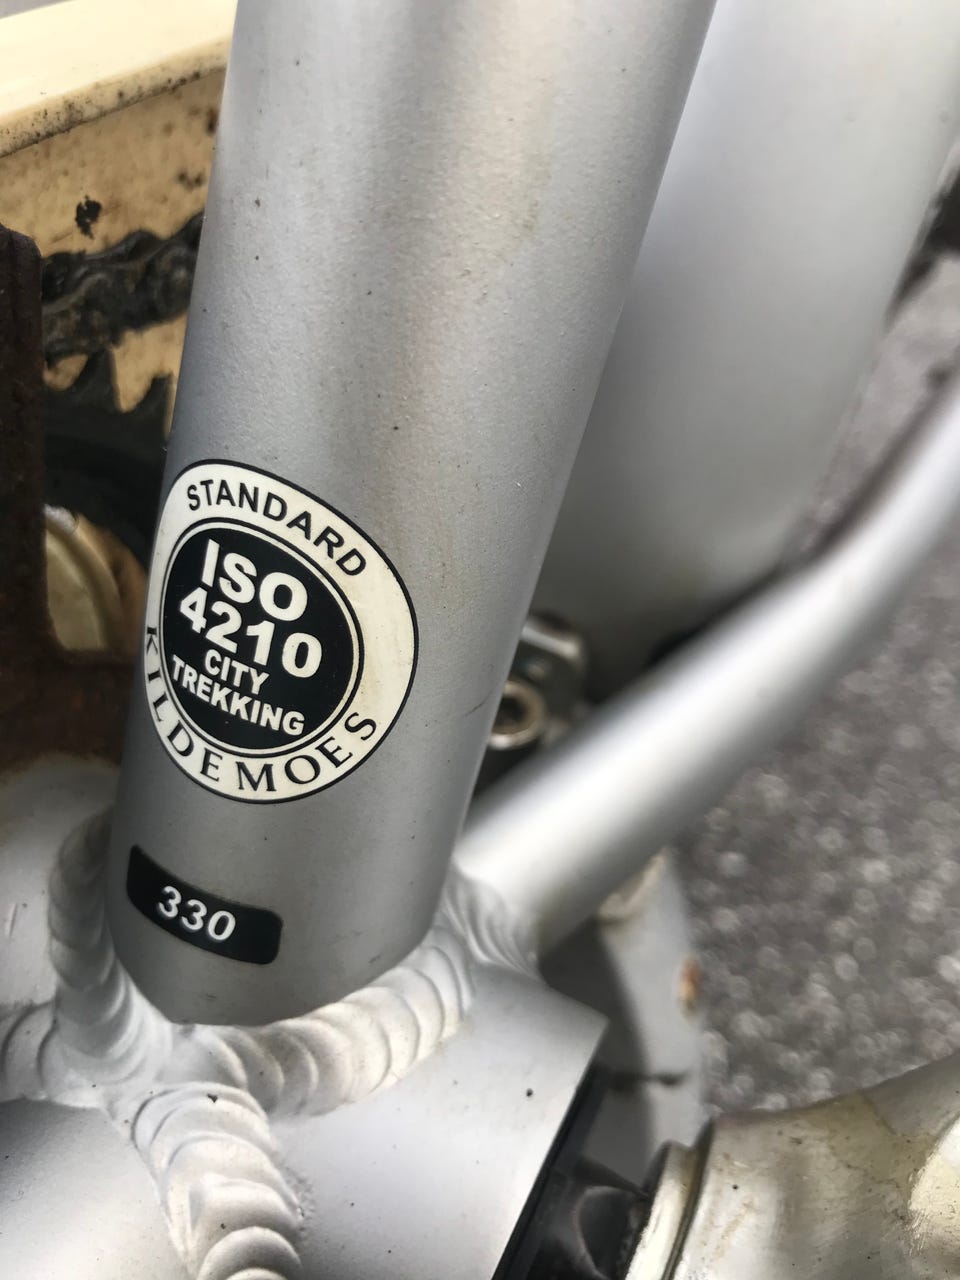 STANDARD
ISO
4210
CITY
TREKKING
KILDEMOES
330